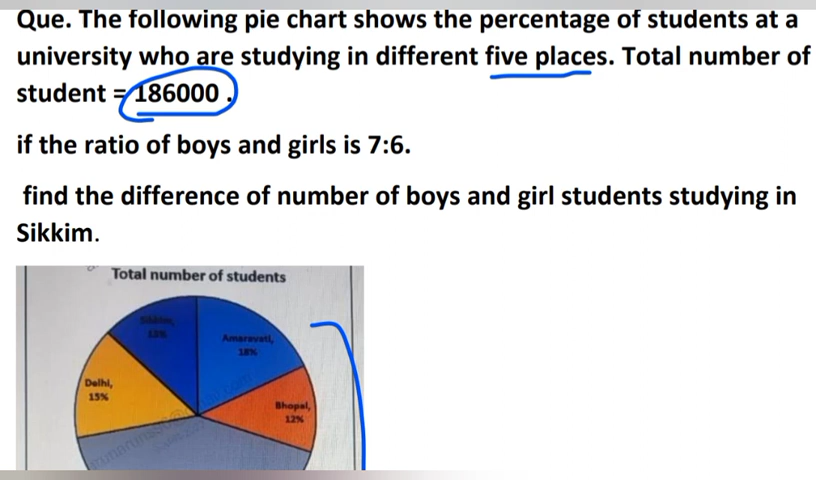 Que. The following pie chart shows the percentage of students at a
university who are studying in different five places. Total number of
student = 186000 .
if the ratio of boys and girls is 7:6.
find the difference of number of boys and girl students studying in
Sikkim.
Total number of students
Sikkim,
13%
Amaravati,
18%
Delhi,
15%
Bhopal,
12%